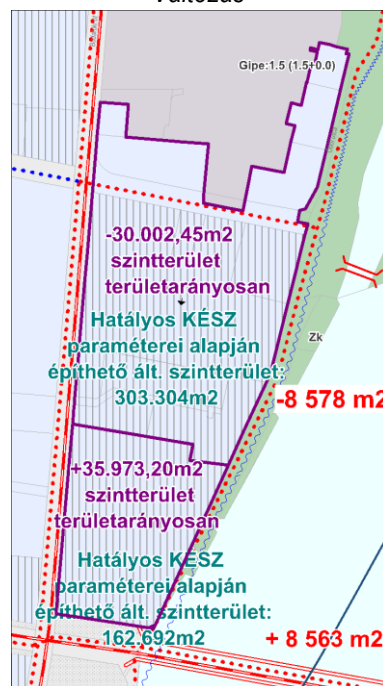 Változás
Gipe:1.5 (1.5+0.0)
-30.002,45m2
szintterület
területarányosan
Hatályos KÉSZ
paraméterei alapján
építhető ált. szintterület:
303.304m2
Zk
-8 578 m2
+35.973,20m2
szintterület
területarányosan
Hatályos KÉSZ
paraméterei alapján
építhető ált. szintterület:
162.692m2
+ 8 563 m2